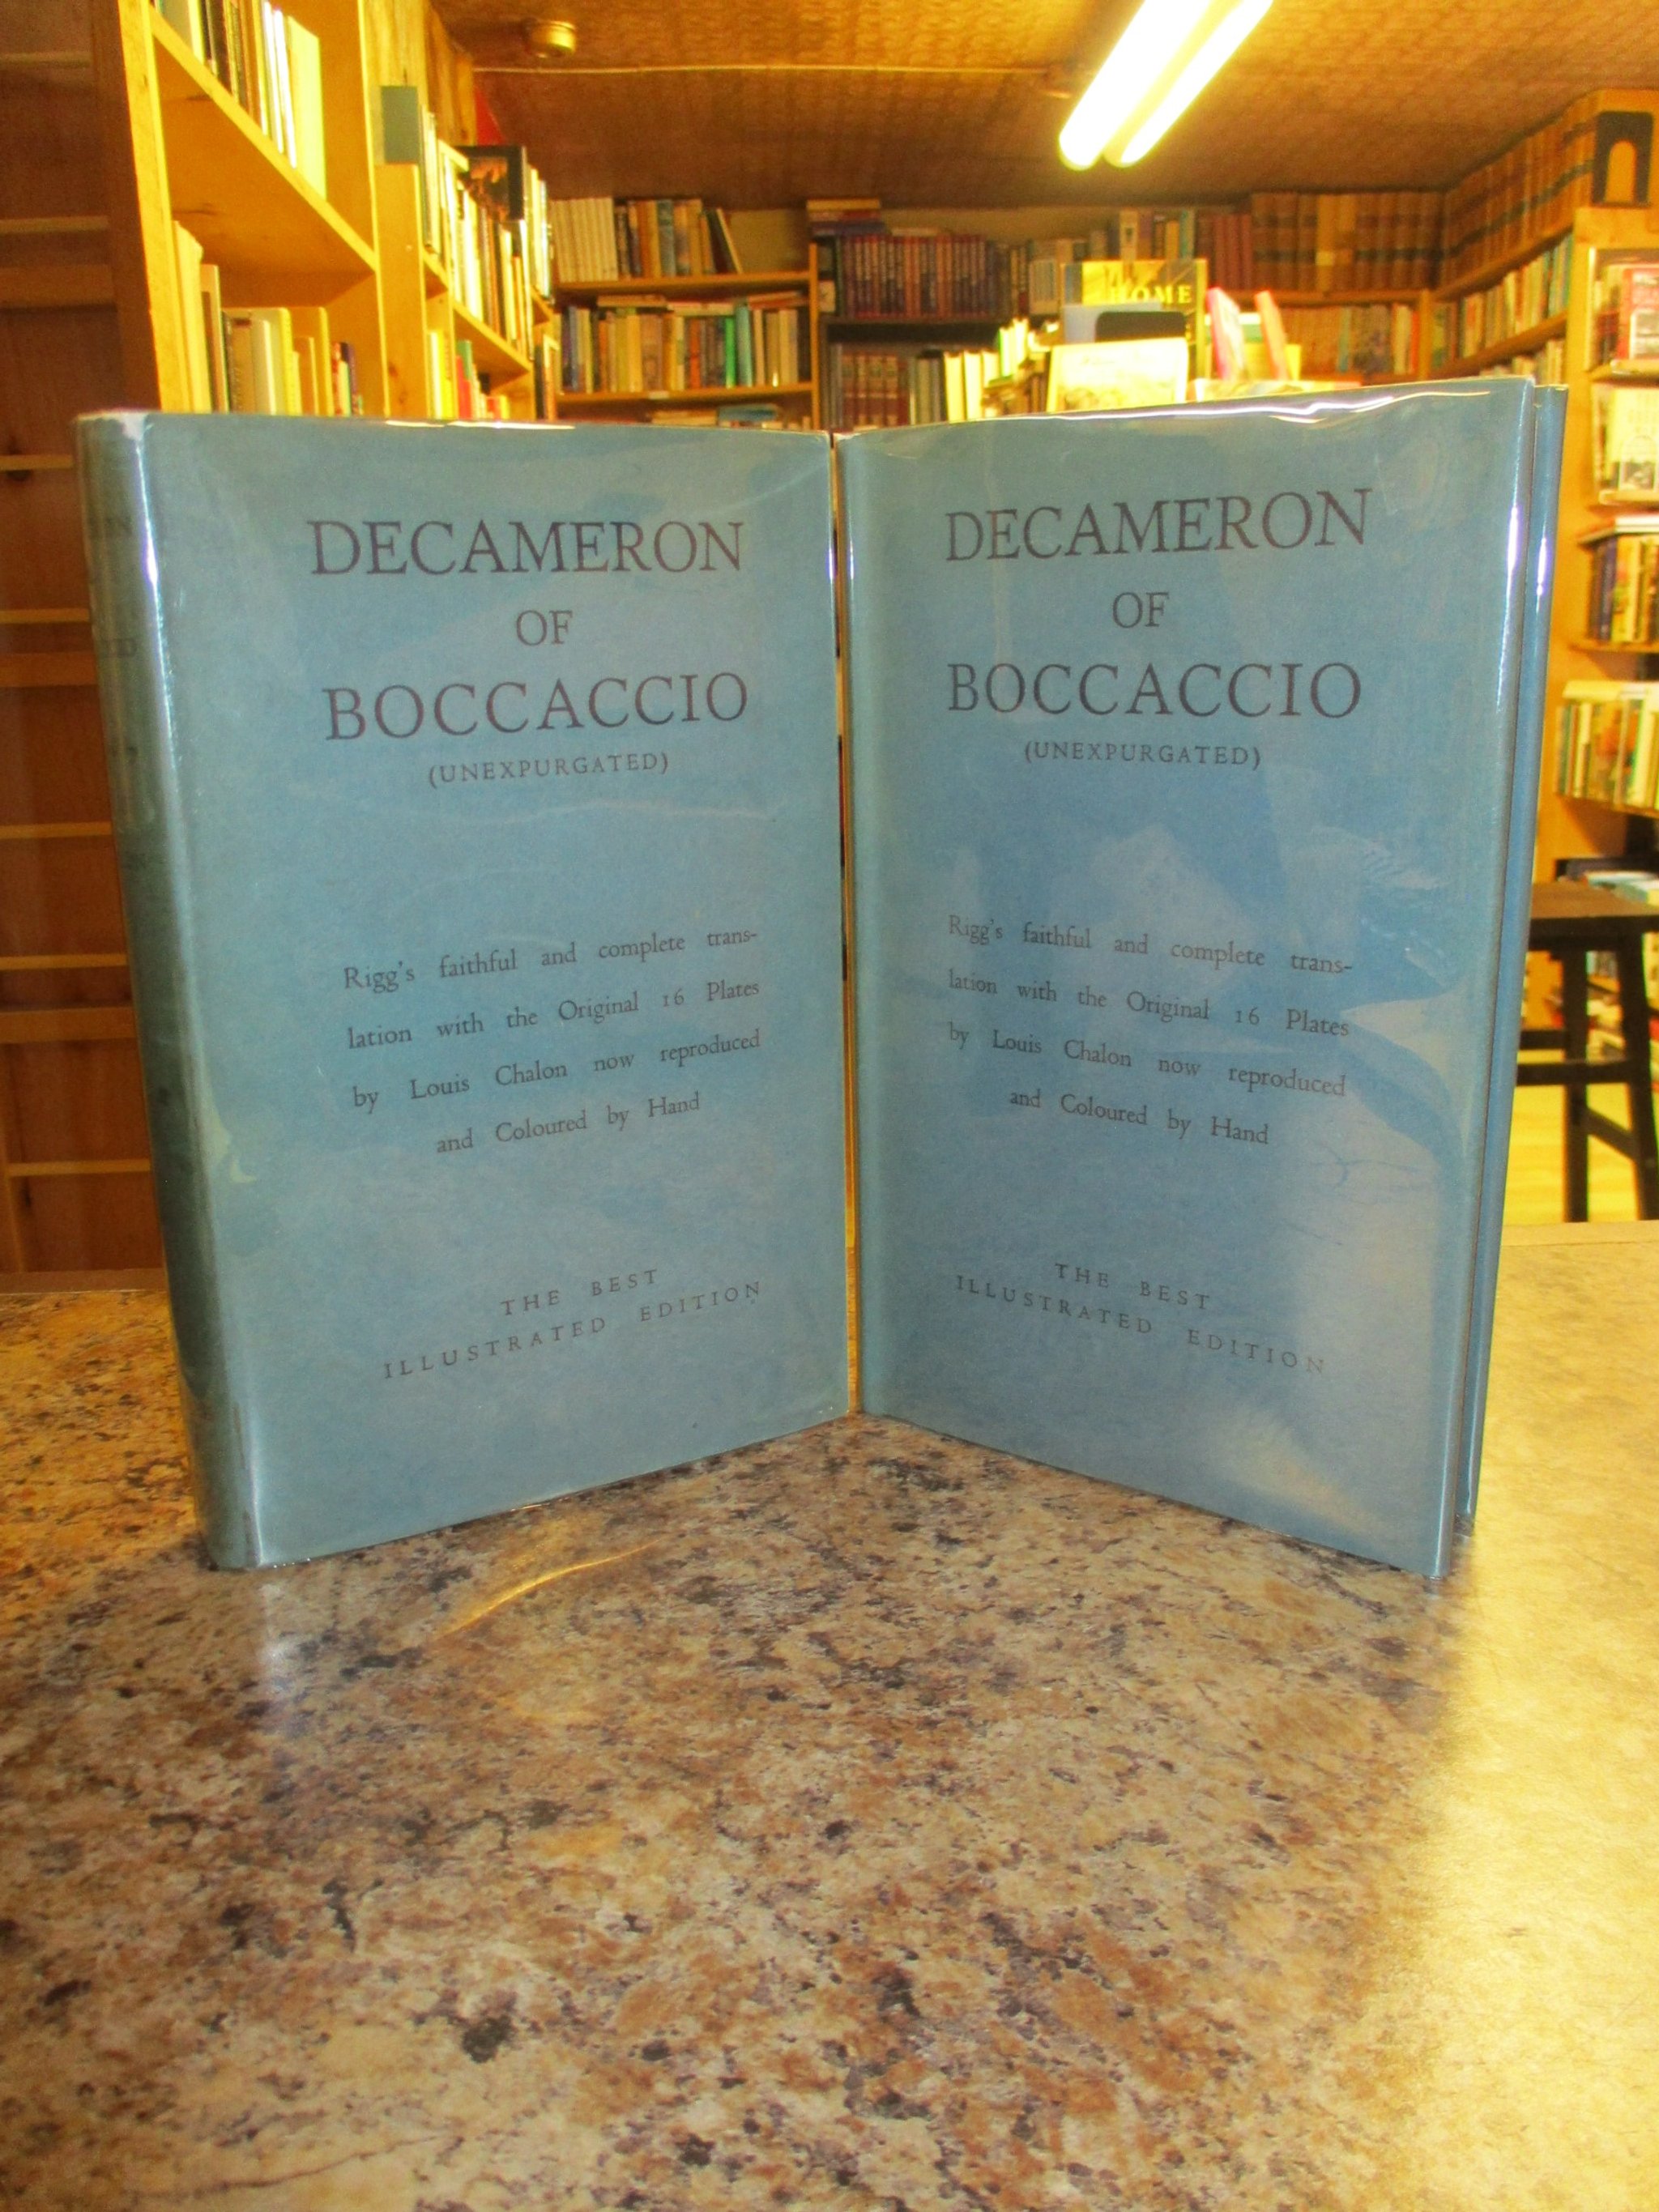 HOME
DECAMERON
OF
BOCCACCIO
(UNEXPURGATED)
Rigg's faithful and complete trans-
lation with the Original 16 Plates
by Louis Chalon now reproduced
and Coloured by Hand
THE BEST
ILLUSTRATED EDITION
DECAMERON
OF
BOCCACCIO
(UNEXPURGATED)
Rigg's faithful and complete trans-
lation with the Original 16 Plates
by Louis Chalon now reproduced
and Coloured by Hand
THE BEST
ILLUSTRATED EDITION